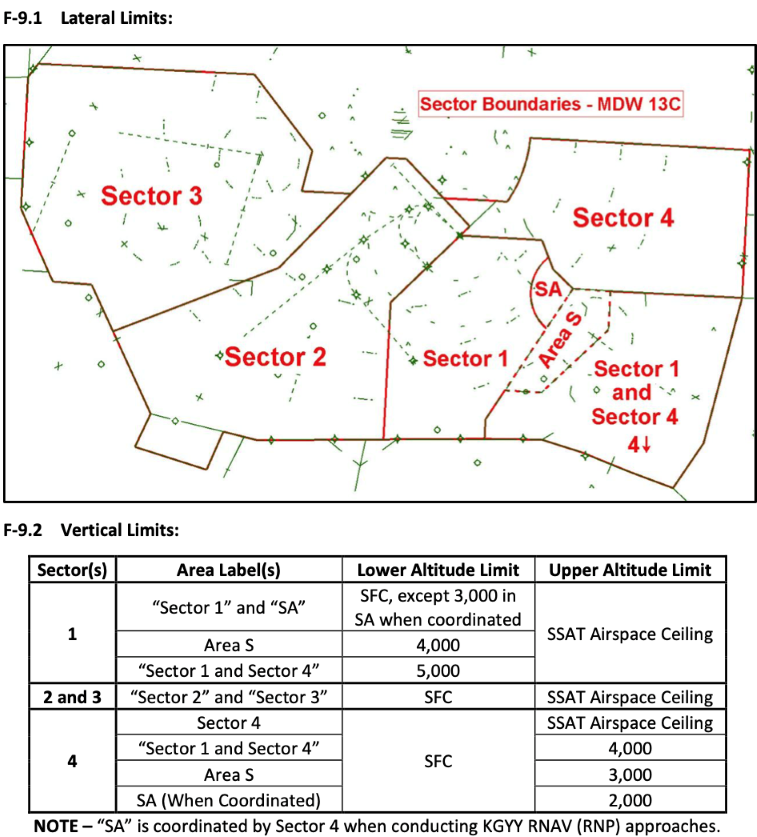 F-9.1 Lateral Limits:
Sector Boundaries - MDW 13C
Sector 3
Sector 4
SA
Area S
Sector 2
Sector 1
Sector 1
and
Sector 4
4↓
F-9.2 Vertical Limits:
Sector(s) Area Label(s) Lower Altitude Limit Upper Altitude Limit
1 “Sector 1” and “SA” SFC, except 3,000 in
SA when coordinated
SSAT Airspace Ceiling
Area S 4,000
“Sector 1 and Sector 4” 5,000
2 and 3 “Sector 2” and “Sector 3” SFC SSAT Airspace Ceiling
4 Sector 4 SFC SSAT Airspace Ceiling
“Sector 1 and Sector 4” 4,000
Area S 3,000
SA (When Coordinated) 2,000
NOTE – “SA” is coordinated by Sector 4 when conducting KGYY RNAV (RNP) approaches.